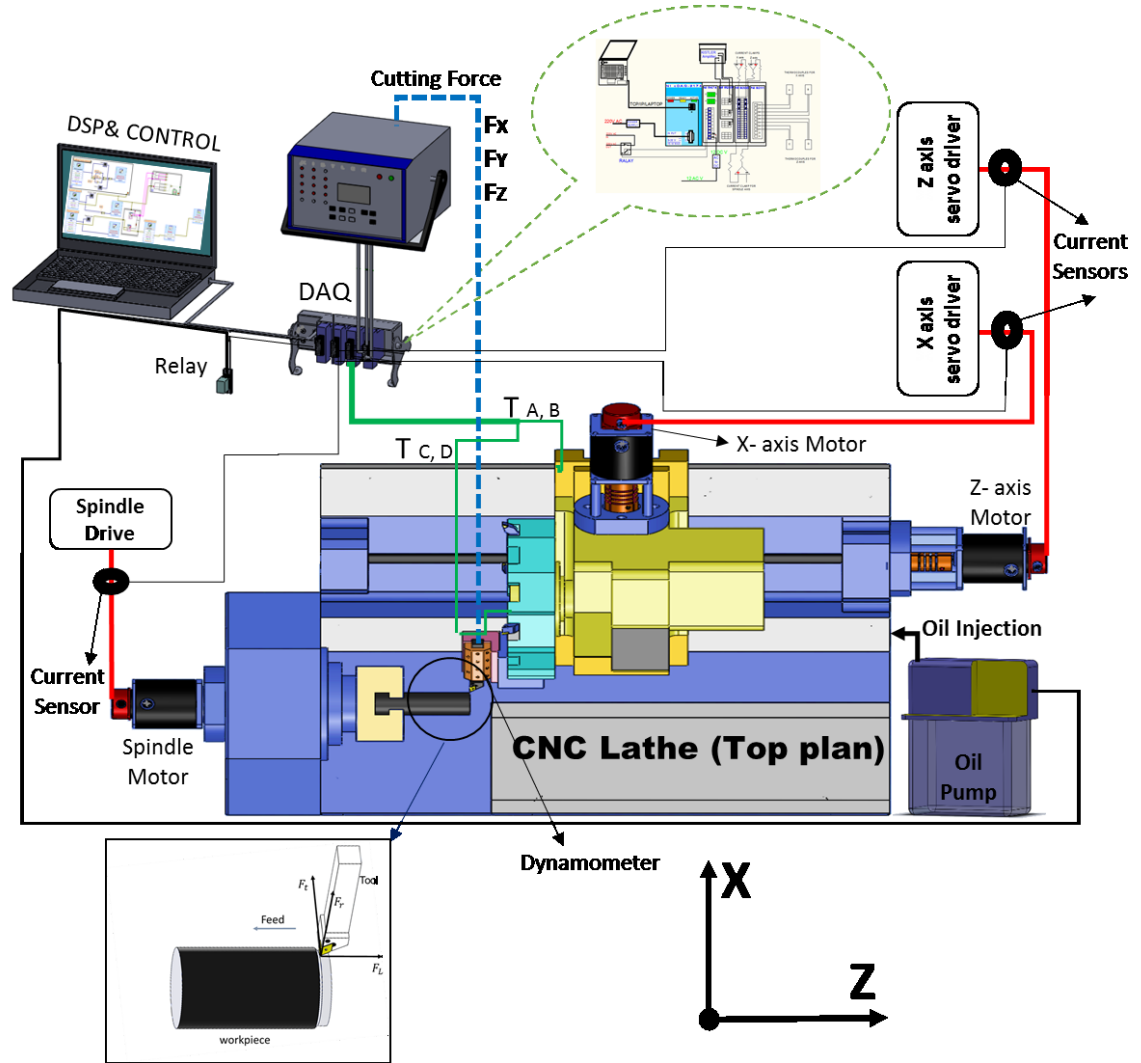 Cutting Force
DSP& CONTROL
FX
FY
FZ
DAQ
Relay
Z axis
servo driver
X axis
servo driver
Current
Sensors
T A, B
T C, D
X- axis Motor
Z- axis
Motor
Spindle
Drive
Current
Sensor
Spindle
Motor
Oil Injection
CNC Lathe (Top plan)
Oil
Pump
Dynamometer
Tool
Ft
Fr
Feed
FL
workpiece
X
Z